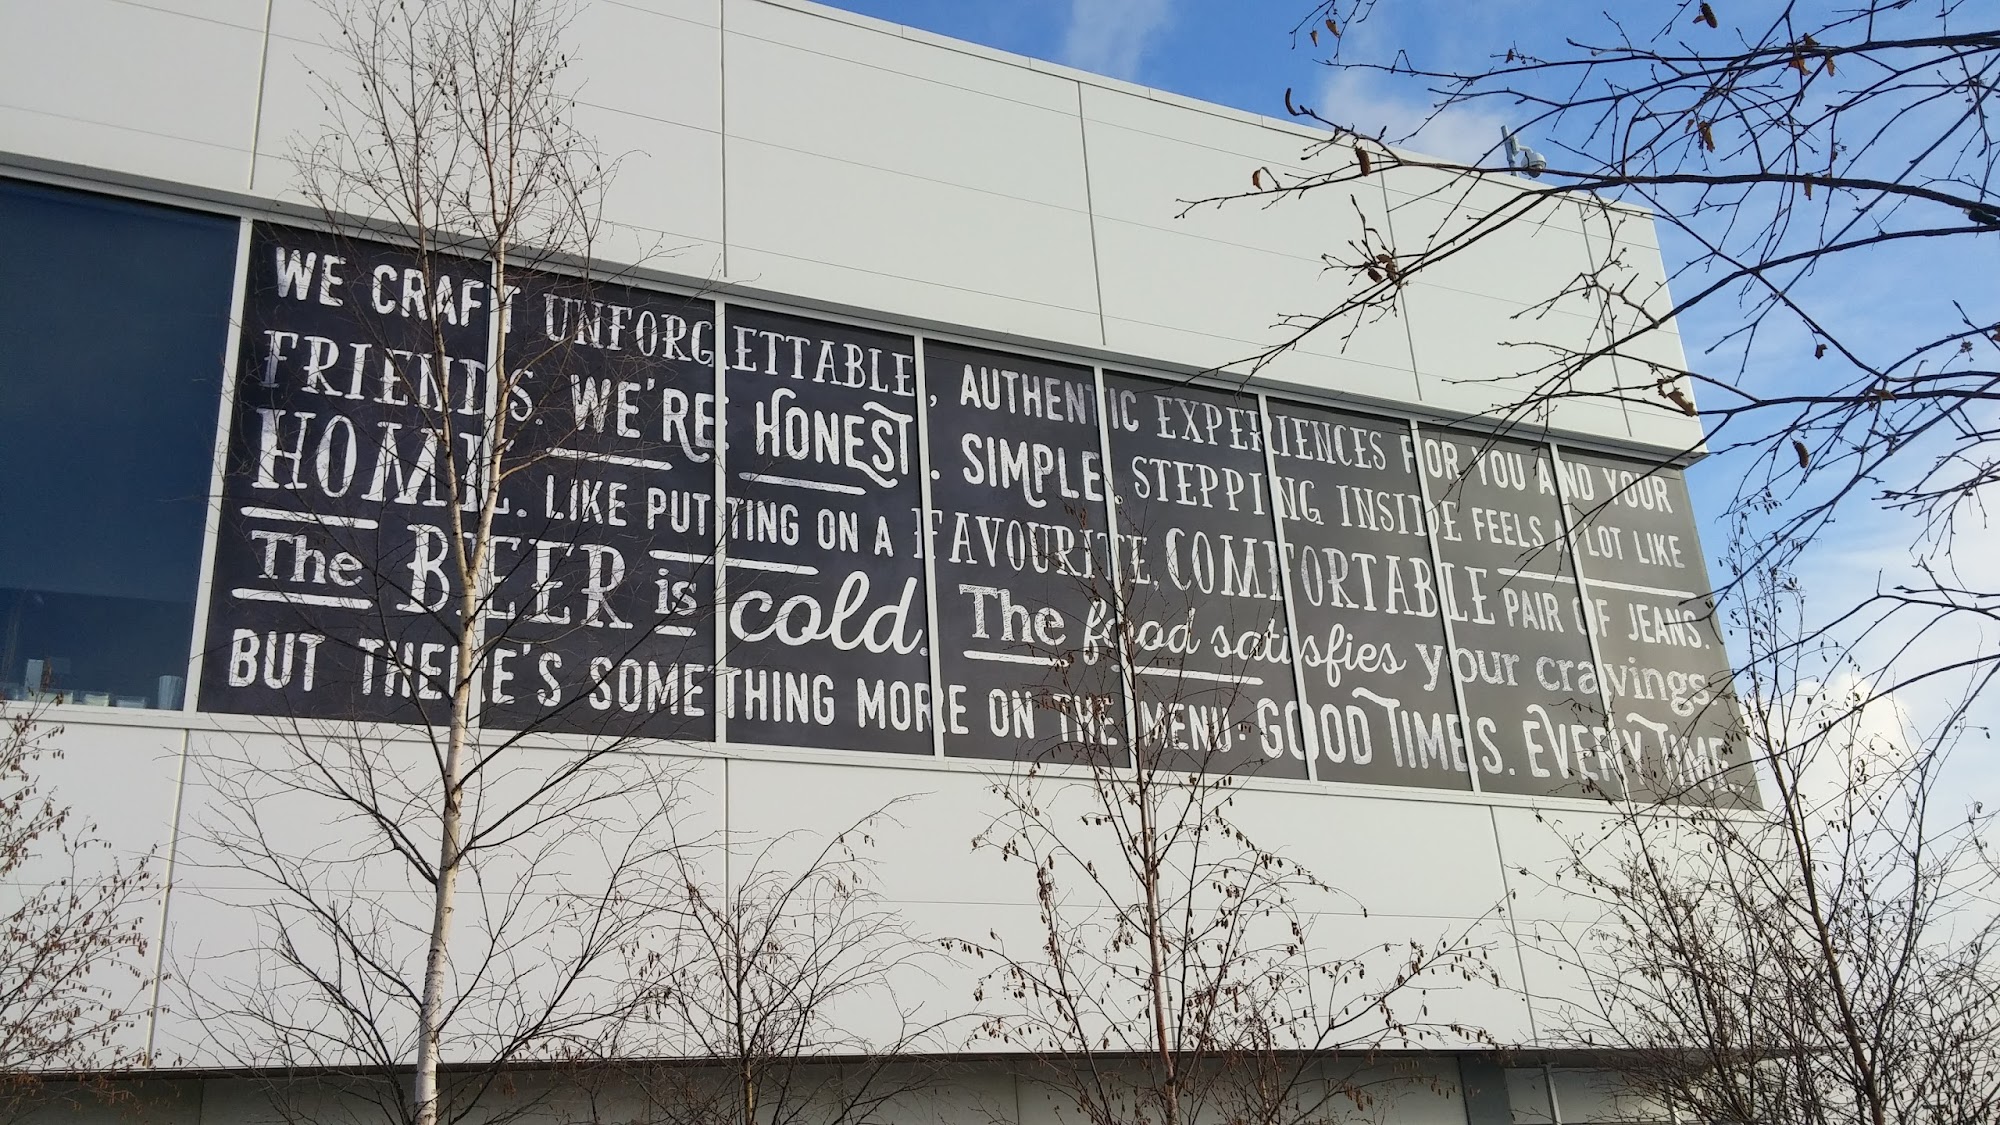 WE CRAFT UNFORGETTABLE, AUTHENTIC EXPERIENCES FOR YOU AND YOUR
FRIENDS. WE'RE HONEST. SIMPLE. STEPPING INSIDE FEELS A LOT LIKE
HOME. LIKE PUTTING ON A FAVOURITE, COMFORTABLE PAIR OF JEANS.
The BEER is cold. The food satisfies your cravings.
BUT THERE'S SOMETHING MORE ON THE MENU. GOOD TIMES. EVERY TIME.